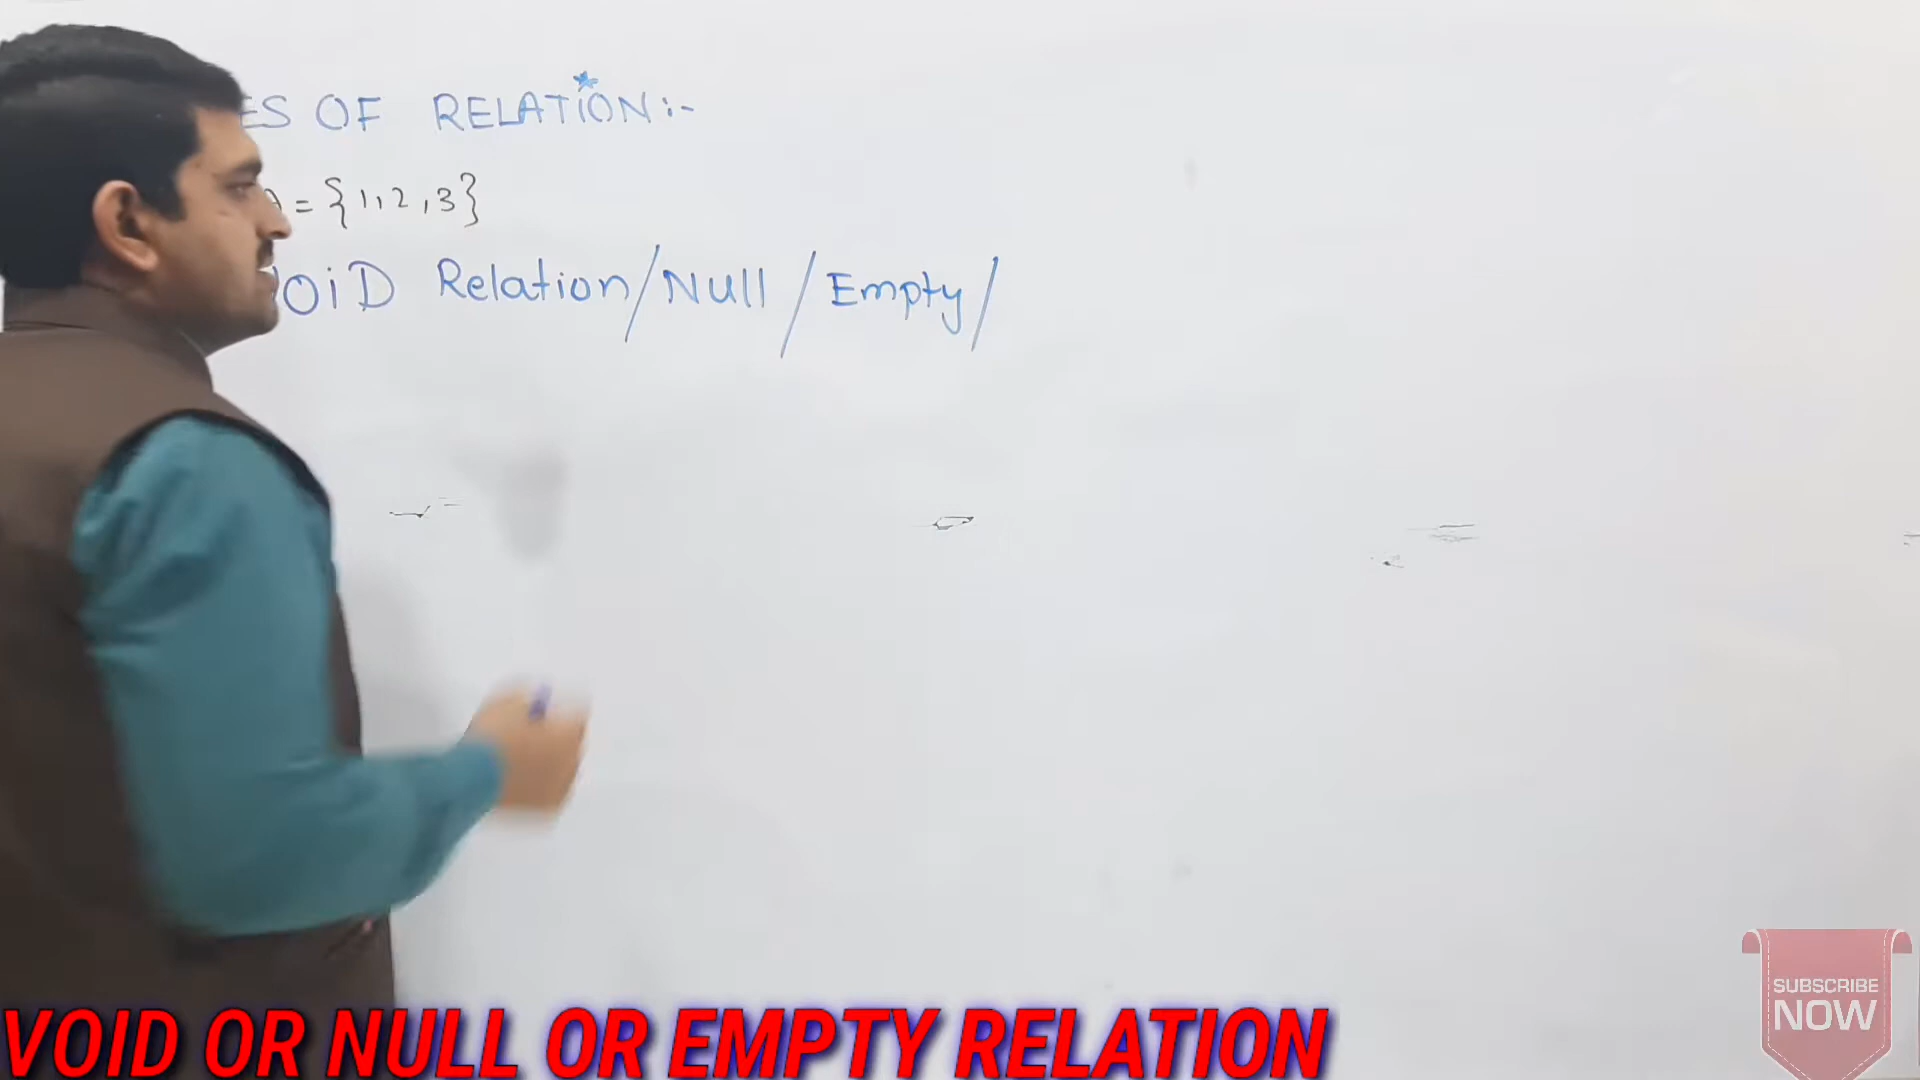 ES OF RELATION:-
= {1,2,3}
OiD Relation/Null/Empty/
SUBSCRIBE
NOW
VOID OR NULL OR EMPTY RELATION